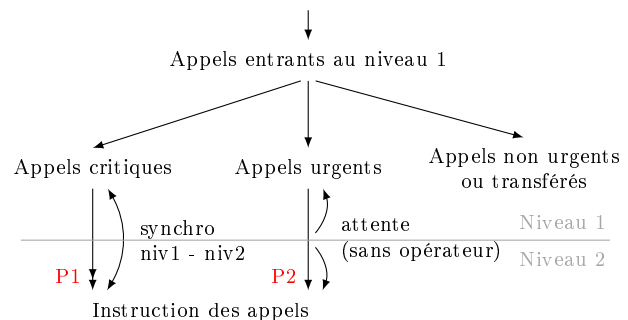 Appels entrants au niveau 1
Appels critiques
Appels urgents
Appels non urgents
ou transférés
synchro
niv1 - niv2
attente
(sans opérateur)
Niveau 1
Niveau 2
P1
P2
Instruction des appels